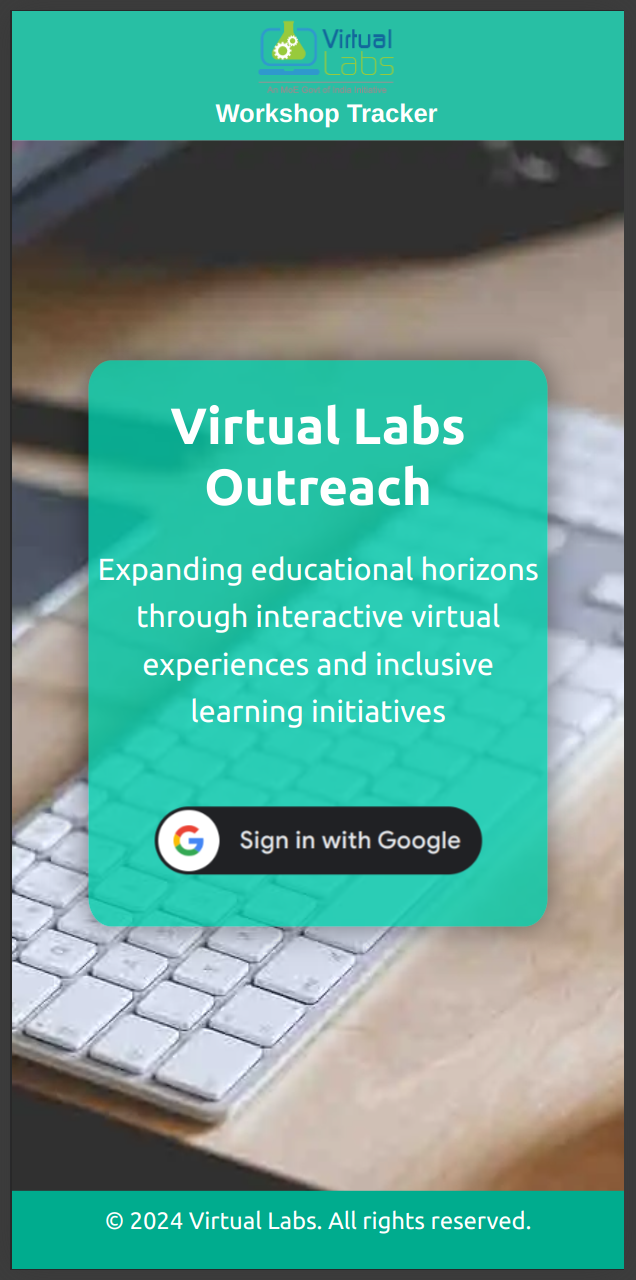 Virtual
Labs
Workshop Tracker
Virtual Labs
Outreach
Expanding educational horizons
through interactive virtual
experiences and inclusive
learning initiatives
Sign in with Google
© 2024 Virtual Labs. All rights reserved.